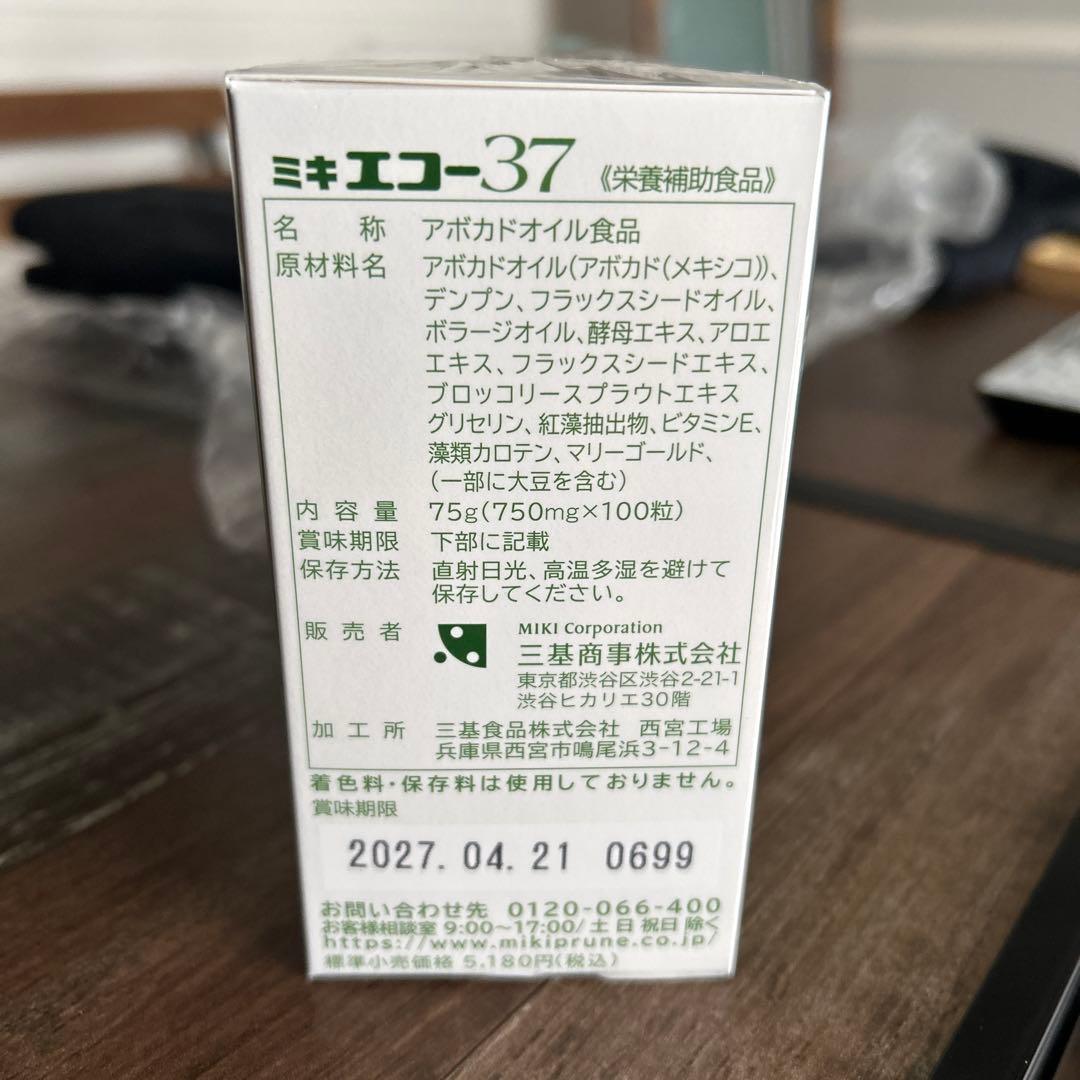 ミキエコー37 《栄養補助食品》
名称 アボカドオイル食品
原材料名 アボカドオイル(アボカド(メキシコ))、
デンプン、フラックスシードオイル、
ボラージオイル、酵母エキス、アロエ
エキス、フラックスシードエキス、
ブロッコリースプラウトエキス
グリセリン、紅藻抽出物、ビタミンE、
藻類カロテン、マリーゴールド、
(一部に大豆を含む)
内容量 75g(750mg×100粒)
賞味期限 下部に記載
保存方法 直射日光、高温多湿を避けて
保存してください。
販売者 MIKI Corporation
三基商事株式会社
東京都渋谷区渋谷2-21-1
渋谷ヒカリエ30階
加工所 三基食品株式会社 西宮工場
兵庫県西宮市鳴尾浜3-12-4
着色料・保存料は使用しておりません。
賞味期限
2027. 04. 21 0699
お問い合わせ先 0120-066-400
お客様相談室 9:00〜17:00/土 日 祝日 除く
https://www.mikiprune.co.jp/
標準小売価格 5,180円(税込)